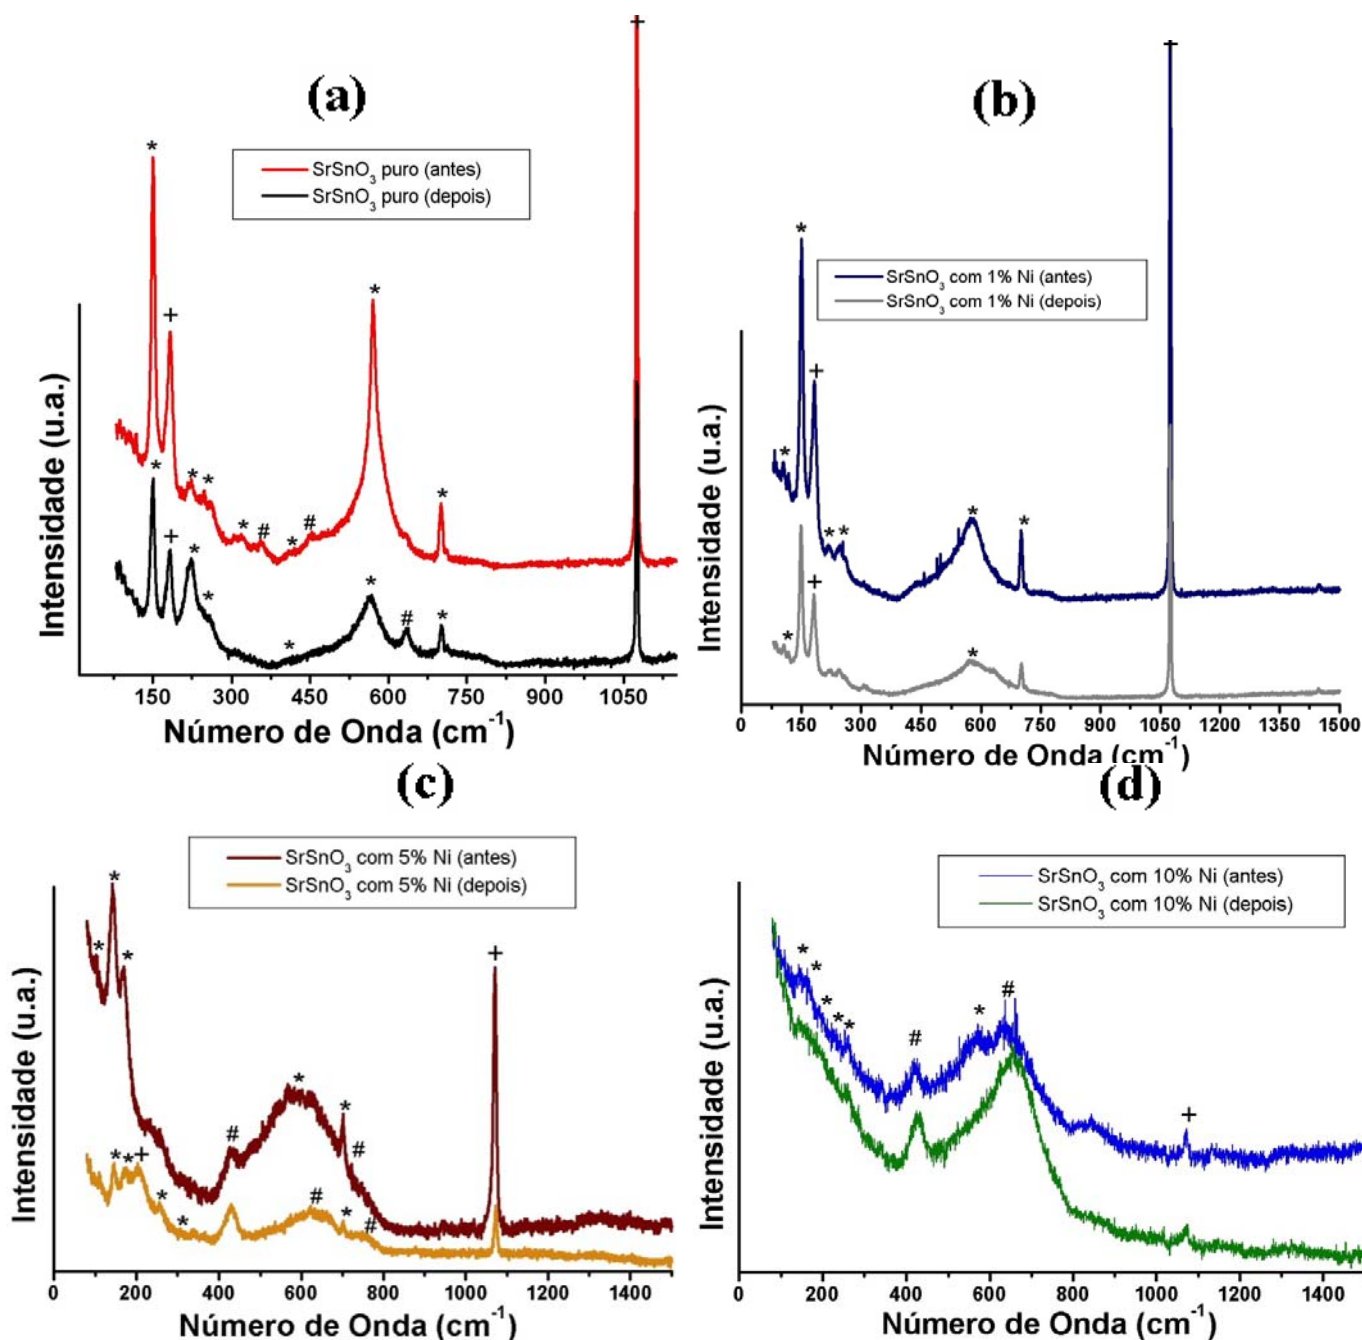 (a)
SrSnO₃ puro (antes)
SrSnO₃ puro (depois)
Intensidade (u.a.)
* + * * * # * # * * +
* + * * * * # *
150 300 450 600 750 900 1050
Número de Onda (cm⁻¹)
(b)
SrSnO₃ com 1% Ni (antes)
SrSnO₃ com 1% Ni (depois)
Intensidade (u.a.)
* * + * * * * +
* + *
0 150 300 450 600 750 900 1050 1200 1350 1500
Número de Onda (cm⁻¹)
(c)
SrSnO₃ com 5% Ni (antes)
SrSnO₃ com 5% Ni (depois)
Intensidade (u.a.)
* * * # * * # +
* * + * * # * #
0 200 400 600 800 1000 1200 1400
Número de Onda (cm⁻¹)
(d)
SrSnO₃ com 10% Ni (antes)
SrSnO₃ com 10% Ni (depois)
Intensidade (u.a.)
* * * * * # * # +
0 200 400 600 800 1000 1200 1400
Número de Onda (cm⁻¹)